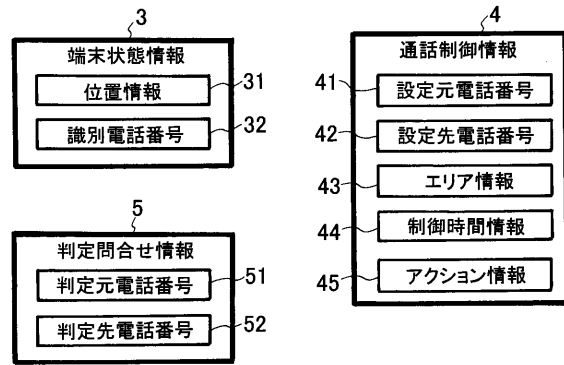 3
端末状態情報
位置情報
31
識別電話番号
32
5
判定問合せ情報
判定元電話番号
51
判定先電話番号
52
4
通話制御情報
41
設定元電話番号
42
設定先電話番号
43
エリア情報
44
制御時間情報
45
アクション情報